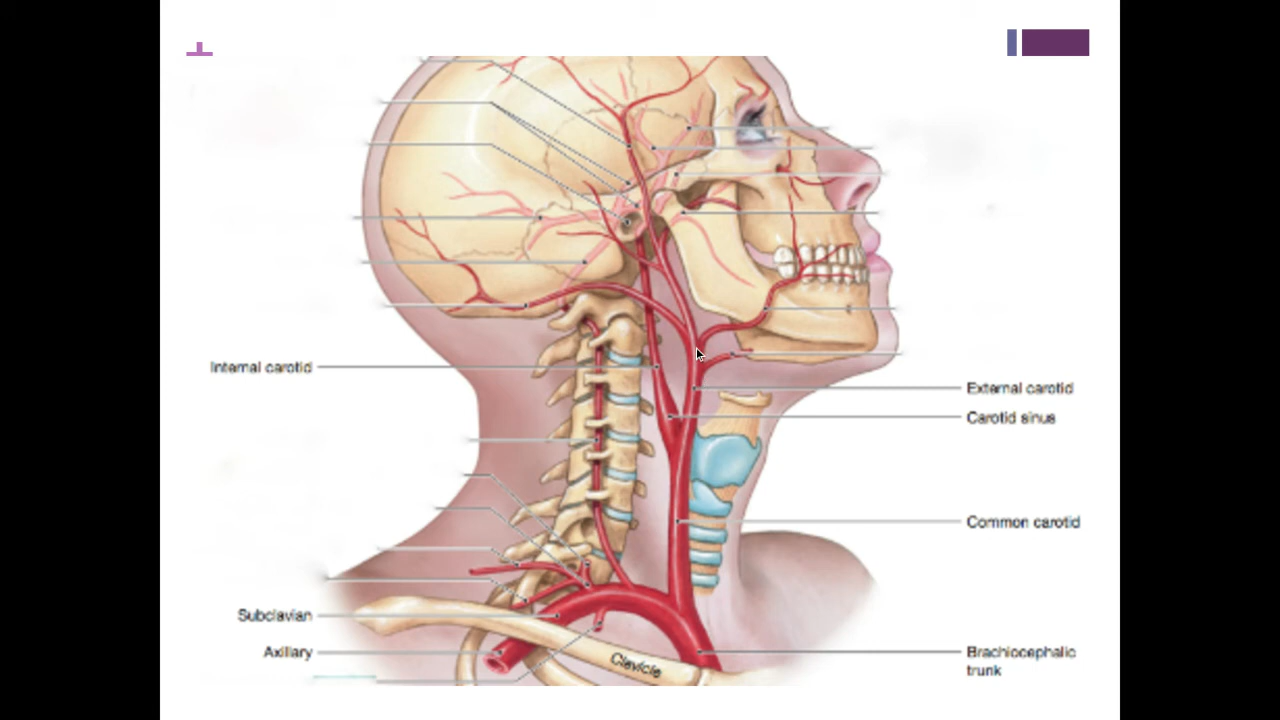 Internal carotid
External carotid
Carotid sinus
Common carotid
Subclavian
Axillary
Clavicle
Brachiocephalic
trunk